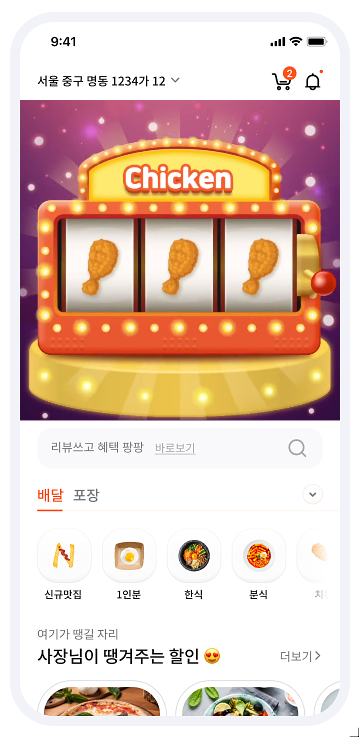 9:41
서울 중구 명동 1234가 12
2
Chicken
리뷰쓰고 혜택 팡팡 바로보기
배달 포장
신규맛집 1인분 한식 분식
여기가 땡길 자리
사장님이 땡겨주는 할인 😍 더보기